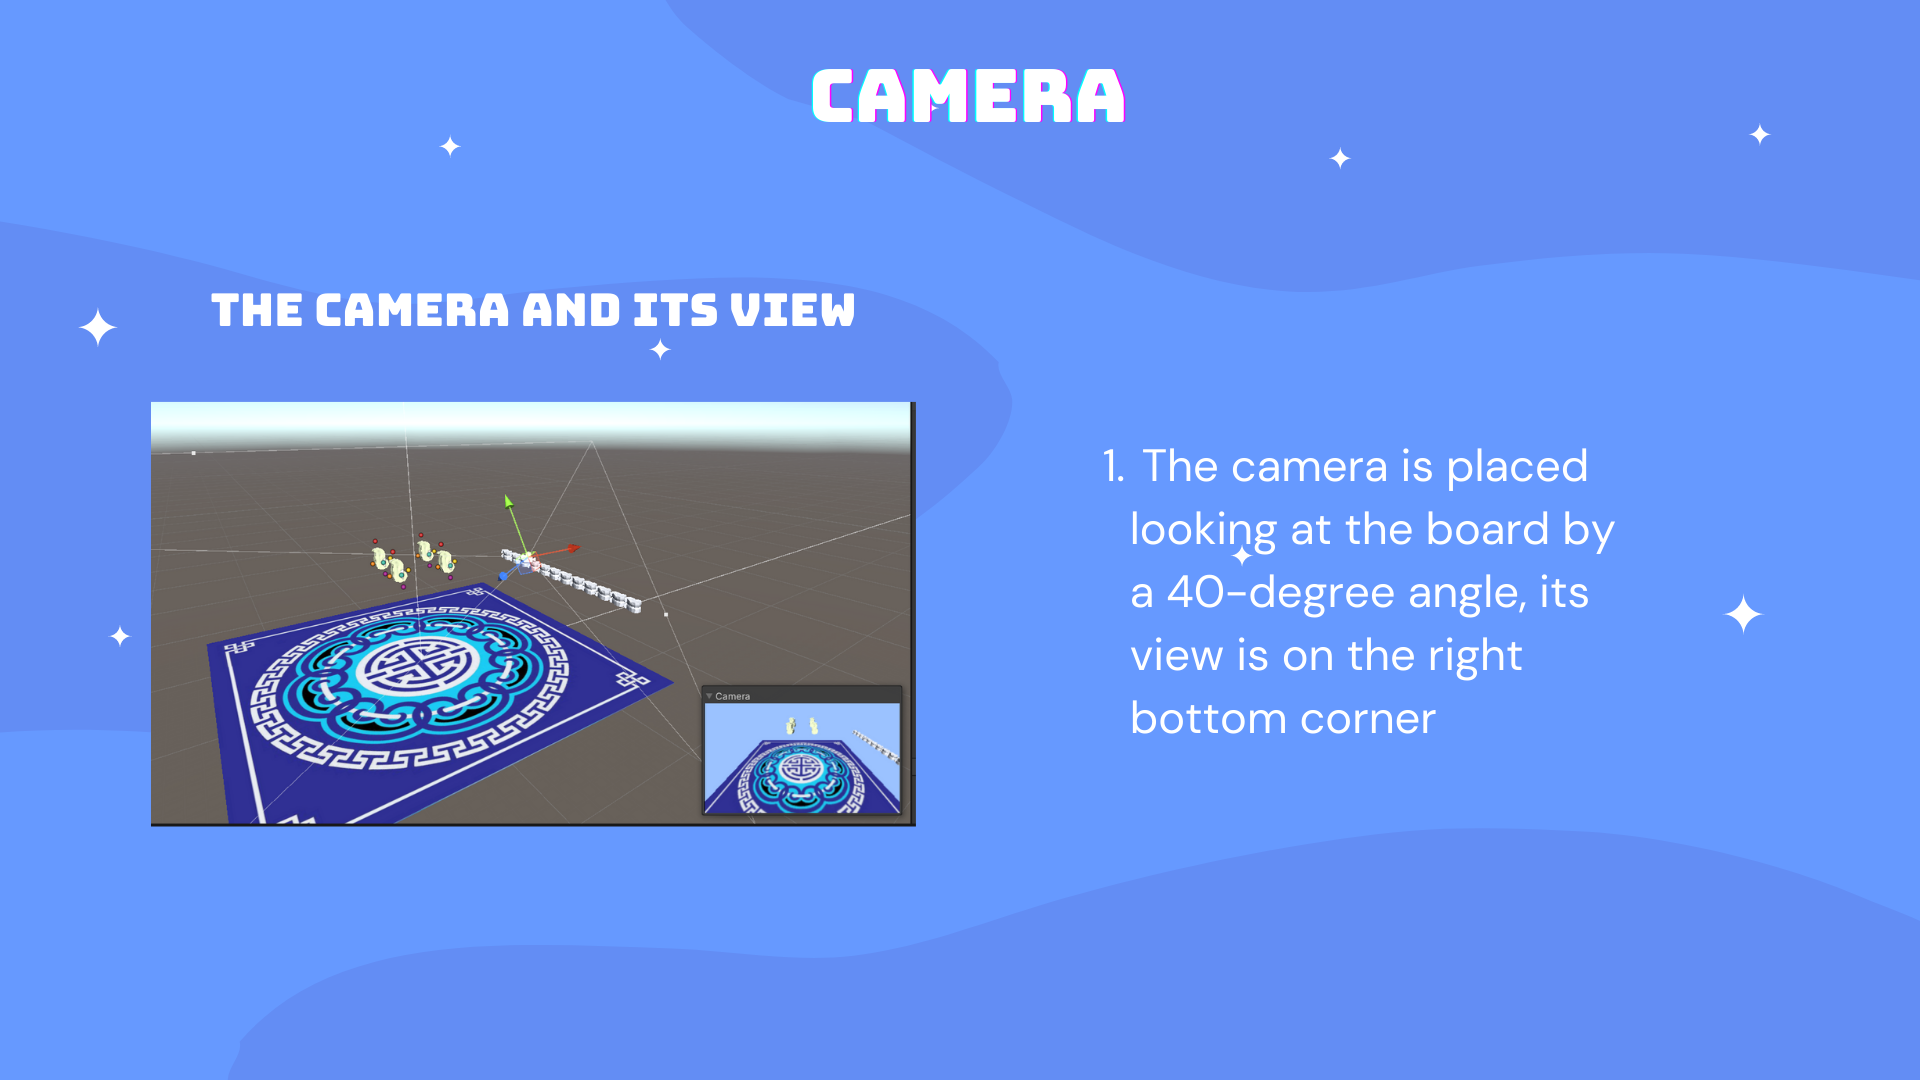 CAMERA
THE CAMERA AND ITS VIEW
Camera
1. The camera is placed
looking at the board by
a 40-degree angle, its
view is on the right
bottom corner